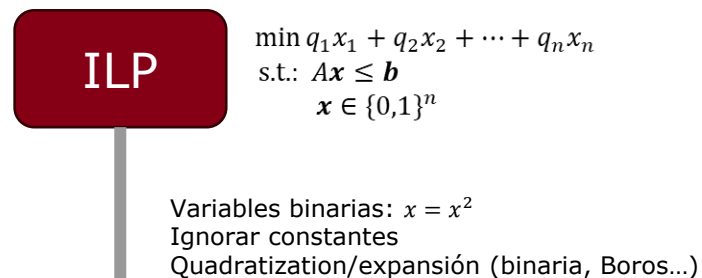 ILP
min q₁x₁ + q₂x₂ + ⋯ + qₙxₙ
s.t.: Ax ≤ b
x ∈ {0,1}ⁿ
Variables binarias: x = x²
Ignorar constantes
Quadratization/expansión (binaria, Boros…)